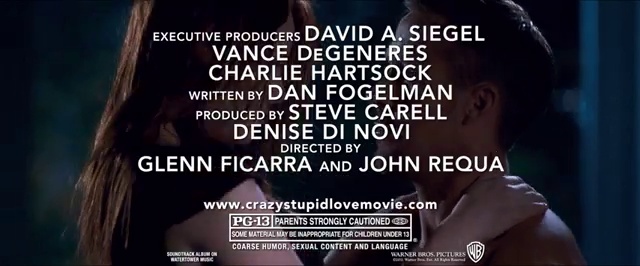 EXECUTIVE PRODUCERS DAVID A. SIEGEL
VANCE DeGENERES
CHARLIE HARTSOCK
WRITTEN BY DAN FOGELMAN
PRODUCED BY STEVE CARELL
DENISE DI NOVI
DIRECTED BY
GLENN FICARRA AND JOHN REQUA
www.crazystupidlovemovie.com
PG-13 PARENTS STRONGLY CAUTIONED
SOME MATERIAL MAY BE INAPPROPRIATE FOR CHILDREN UNDER 13
COARSE HUMOR, SEXUAL CONTENT AND LANGUAGE
SOUNDTRACK ALBUM ON
WATERTOWER MUSIC
WARNER BROS. PICTURES
WB